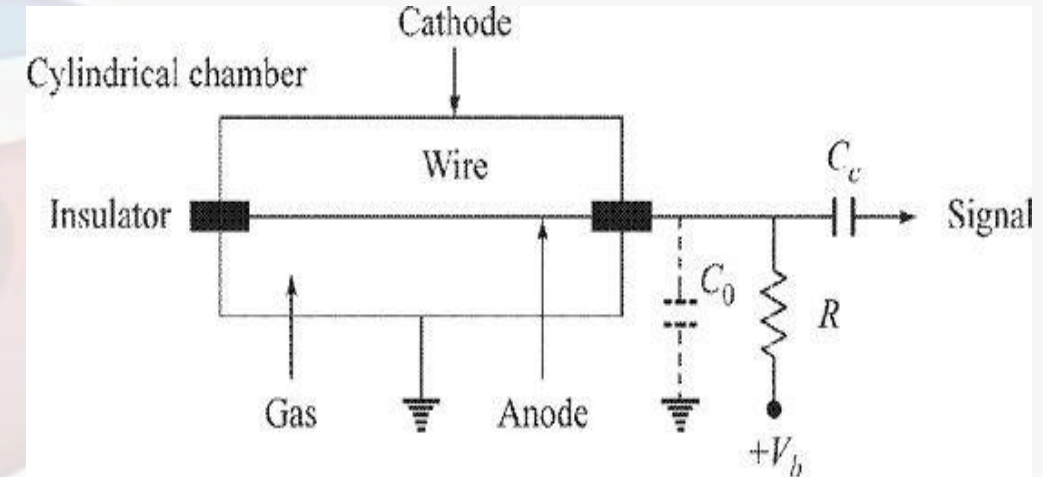 Cathode
Cylindrical chamber
Wire
C_c
Insulator
Signal
C_0
R
Gas
Anode
+V_b